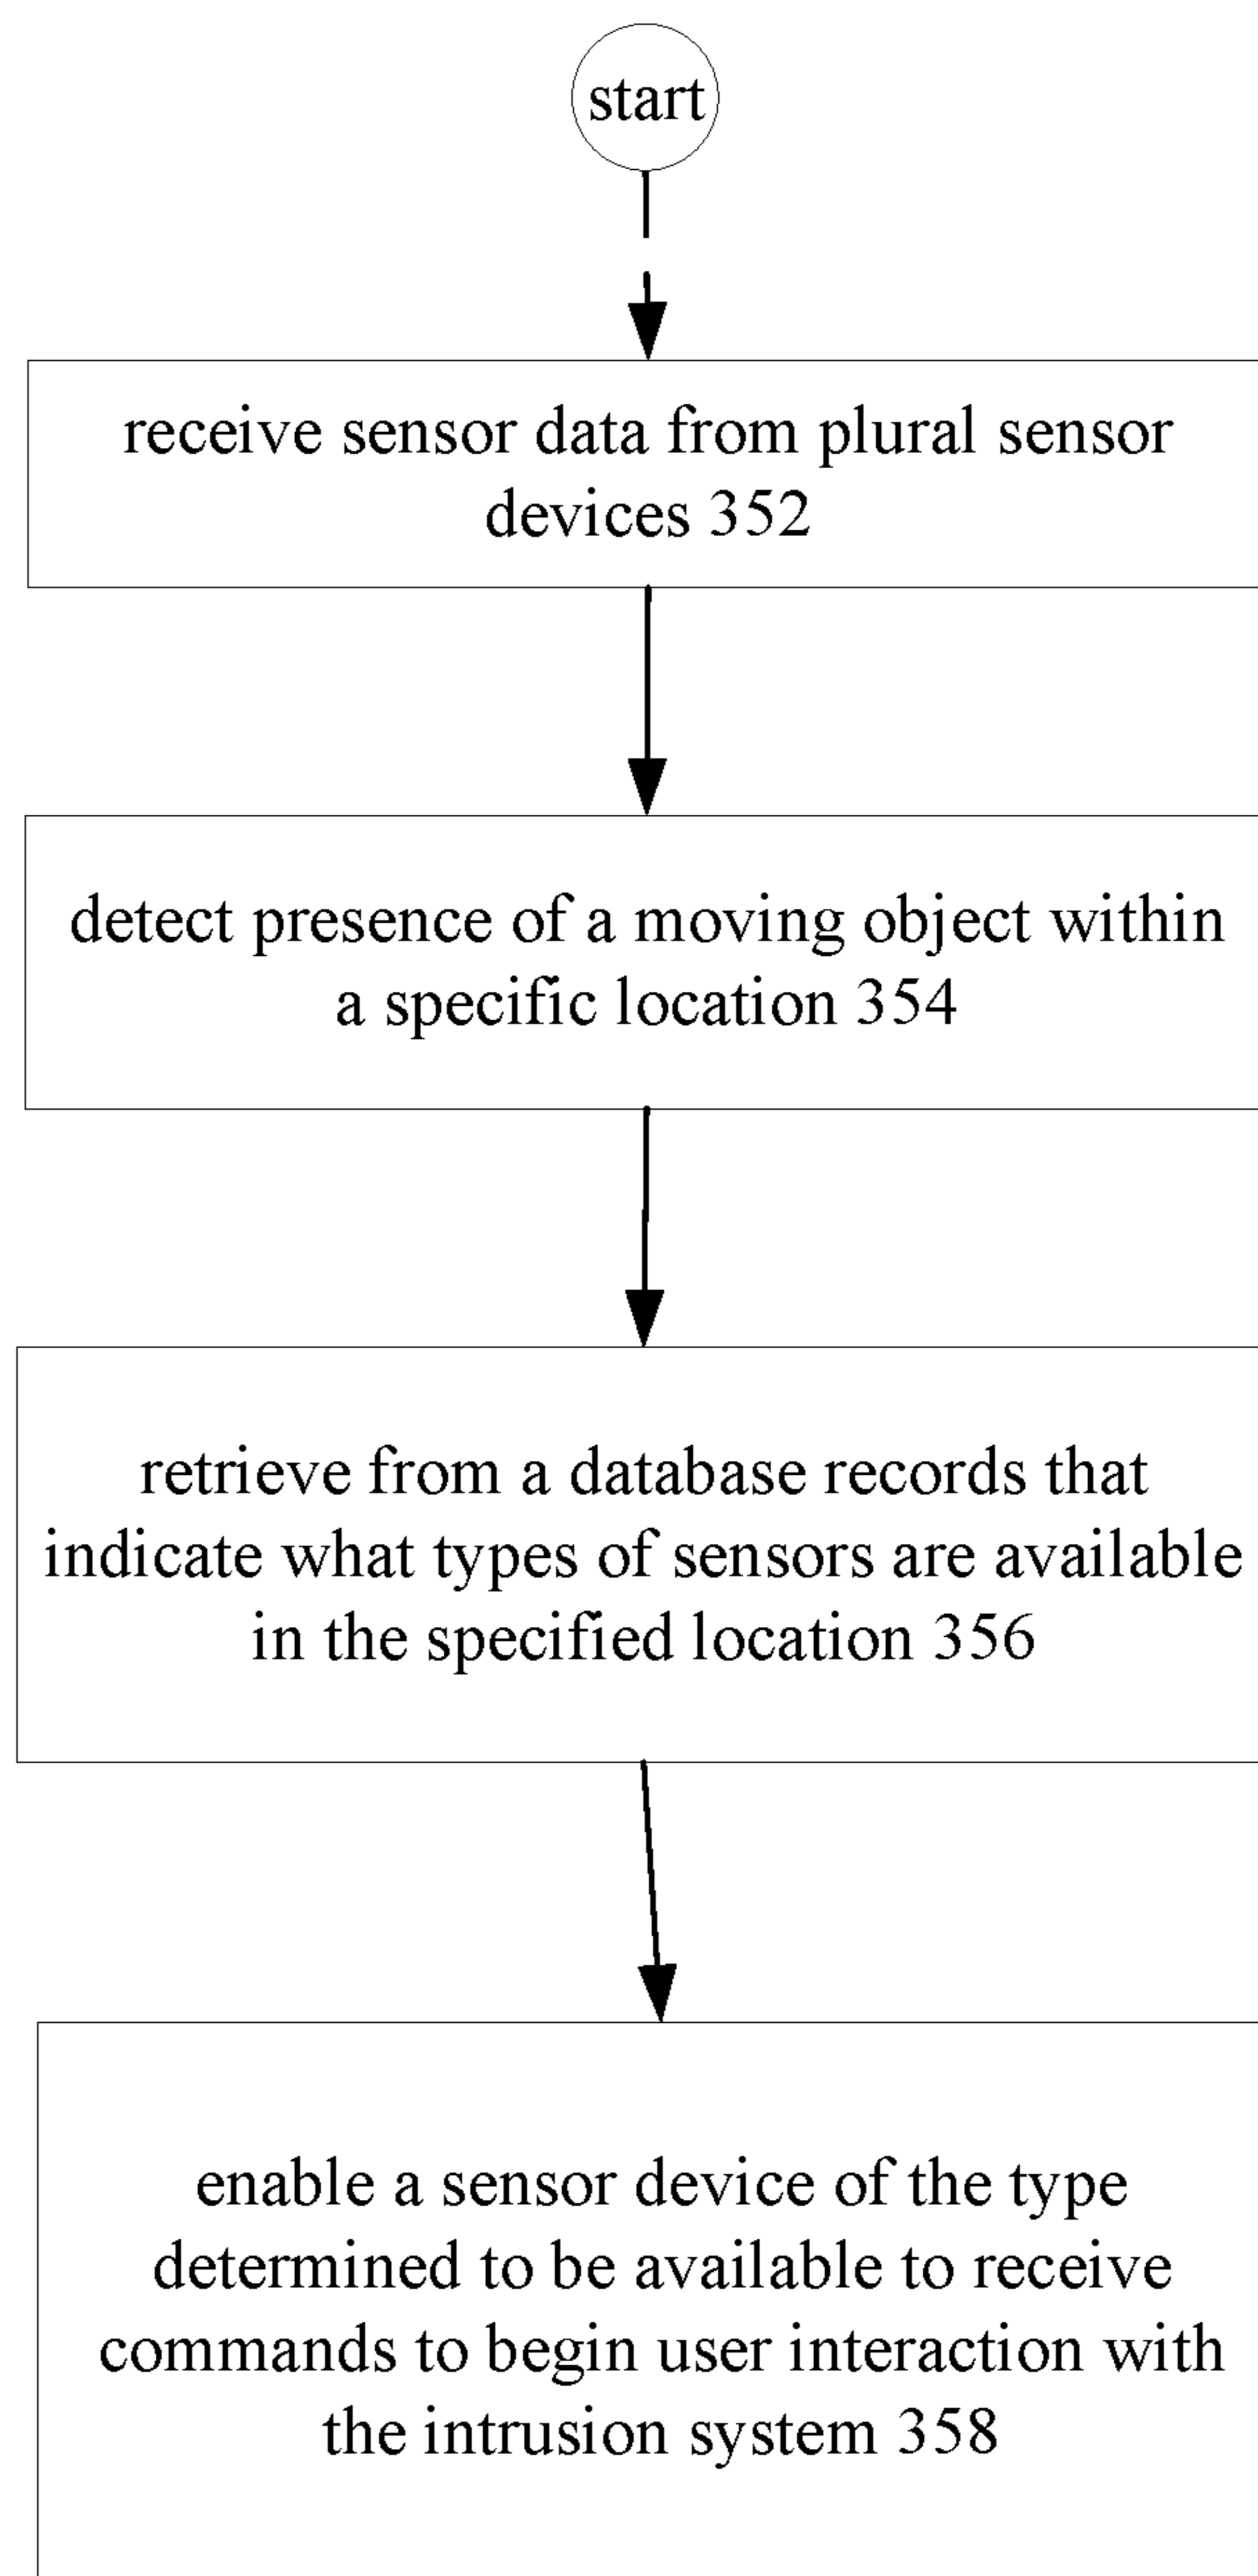 start
receive sensor data from plural sensor
devices 352
detect presence of a moving object within
a specific location 354
retrieve from a database records that
indicate what types of sensors are available
in the specified location 356
enable a sensor device of the type
determined to be available to receive
commands to begin user interaction with
the intrusion system 358